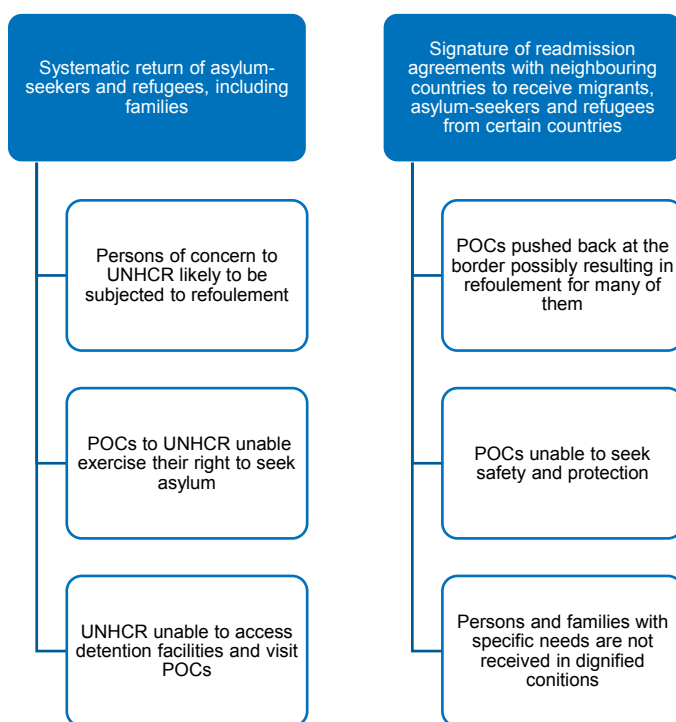 Systematic return of asylum-
seekers and refugees, including
families
Persons of concern to
UNHCR likely to be
subjected to refoulement
POCs to UNHCR unable
exercise their right to seek
asylum
UNHCR unable to access
detention facilities and visit
POCs
Signature of readmission
agreements with neighbouring
countries to receive migrants,
asylum-seekers and refugees
from certain countries
POCs pushed back at the
border possibly resulting in
refoulement for many of
them
POCs unable to seek
safety and protection
Persons and families with
specific needs are not
received in dignified
conitions